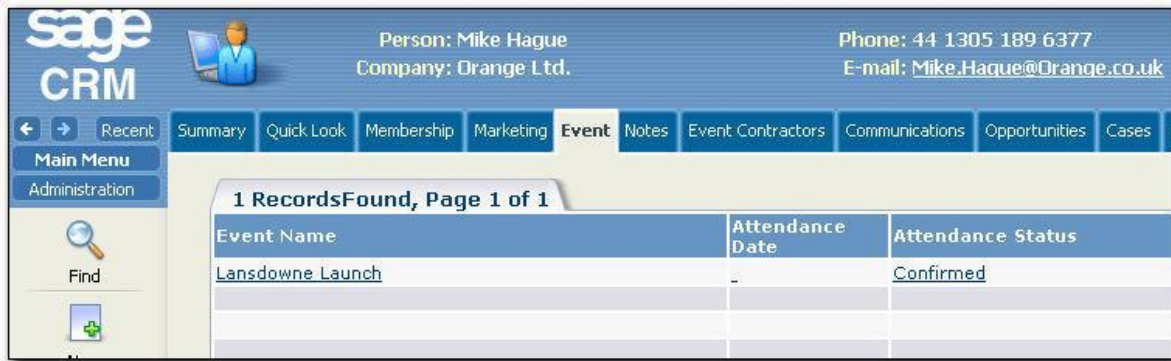 sage
CRM
Person: Mike Hague
Company: Orange Ltd.
Phone: 44 1305 189 6377
E-mail: Mike.Hague@Orange.co.uk
Recent
Main Menu
Administration
Find
Summary Quick Look Membership Marketing Event Notes Event Contractors Communications Opportunities Cases
1 RecordsFound, Page 1 of 1
Event Name Attendance Date Attendance Status
Lansdowne Launch - Confirmed